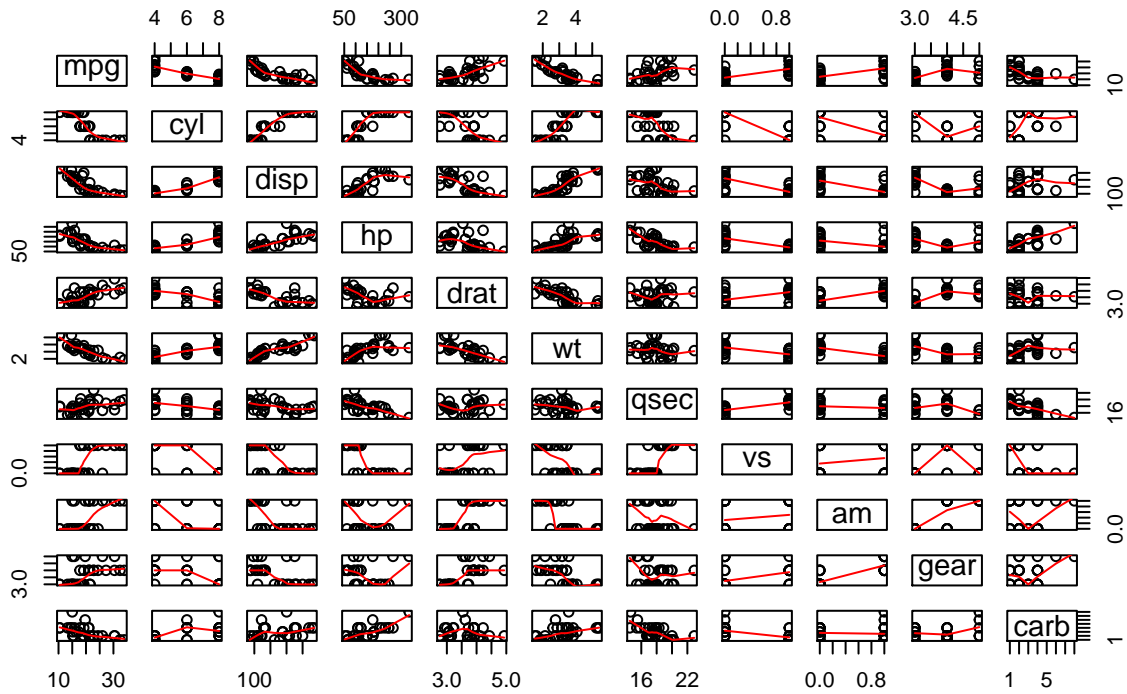 4 6 8 50 300 2 4 0.0 0.8 3.0 4.5
mpg 10
4 cyl
disp 100
50 hp
drat 3.0
2 wt
qsec 16
0.0 vs
am 0.0
3.0 gear
carb 1
10 30 100 3.0 5.0 16 22 0.0 1.0 1 5